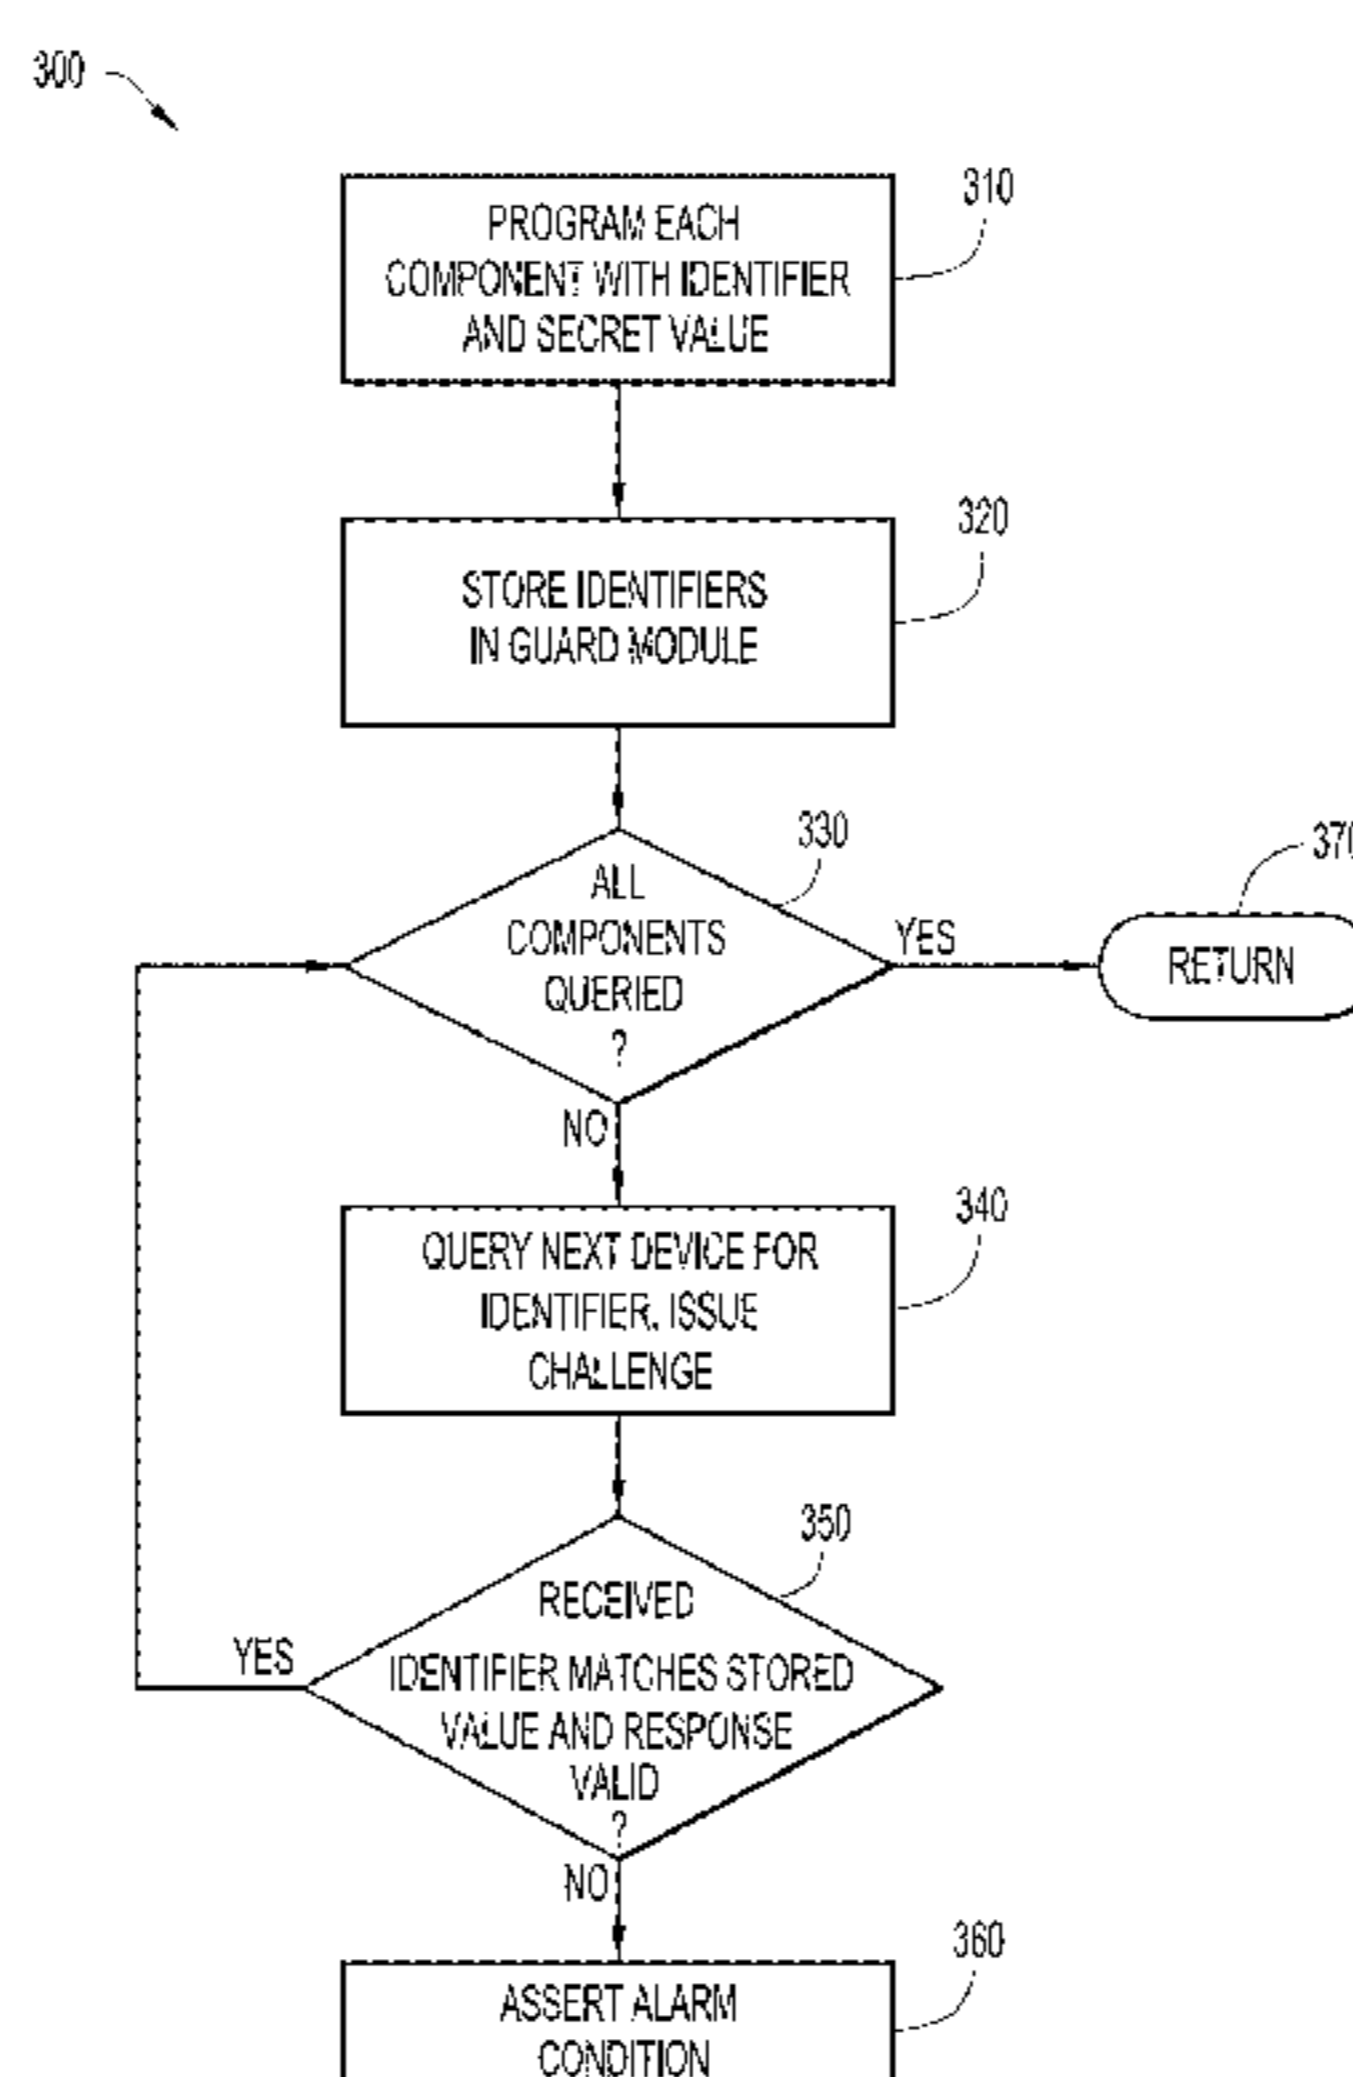 300
310
PROGRAM EACH
COMPONENT WITH IDENTIFIER
AND SECRET VALUE
320
STORE IDENTIFIERS
IN GUARD MODULE
330
370
ALL
COMPONENTS
QUERIED
?
YES
RETURN
NO
340
QUERY NEXT DEVICE FOR
IDENTIFIER, ISSUE
CHALLENGE
350
RECEIVED
IDENTIFIER MATCHES STORED
VALUE AND RESPONSE
VALID
?
YES
NO
360
ASSERT ALARM
CONDITION